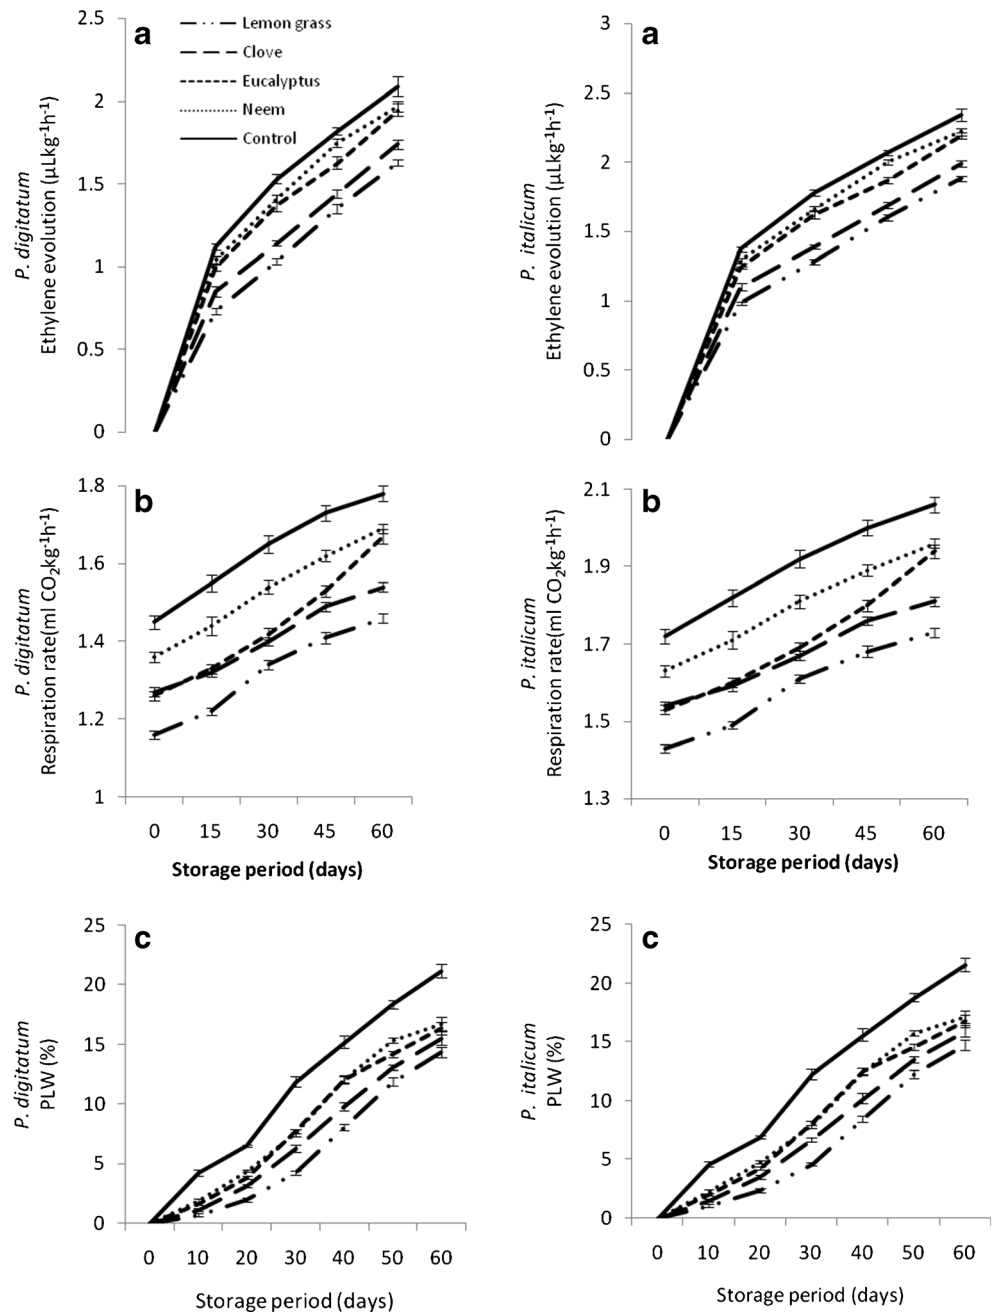 a
Lemon grass
Clove
Eucalyptus
Neem
Control
2.5
2
1.5
1
0.5
0
P. digitatum
Ethylene evolution (µLkg⁻¹h⁻¹)
a
3
2.5
2
1.5
1
0.5
0
P. italicum
Ethylene evolution (µLkg⁻¹h⁻¹)
b
1.8
1.6
1.4
1.2
1
P. digitatum
Respiration rate(ml CO₂kg⁻¹h⁻¹)
0 15 30 45 60
Storage period (days)
b
2.1
1.9
1.7
1.5
1.3
P. italicum
Respiration rate(ml CO₂kg⁻¹h⁻¹)
0 15 30 45 60
Storage period (days)
c
25
20
15
10
5
0
P. digitatum
PLW (%)
0 10 20 30 40 50 60
Storage period (days)
c
25
20
15
10
5
0
P. italicum
PLW (%)
0 10 20 30 40 50 60
Storage period (days)